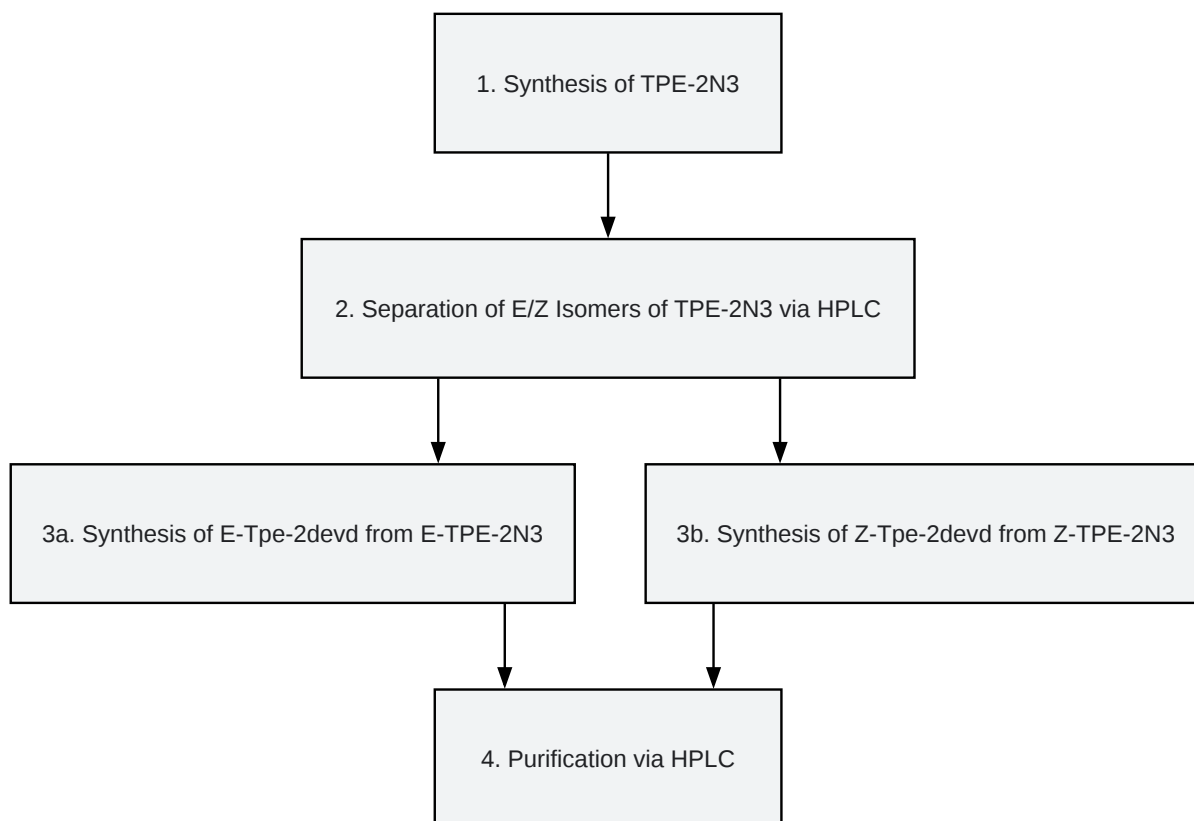 1. Synthesis of TPE-2N3
2. Separation of E/Z Isomers of TPE-2N3 via HPLC
3a. Synthesis of E-Tpe-2devd from E-TPE-2N3
3b. Synthesis of Z-Tpe-2devd from Z-TPE-2N3
4. Purification via HPLC